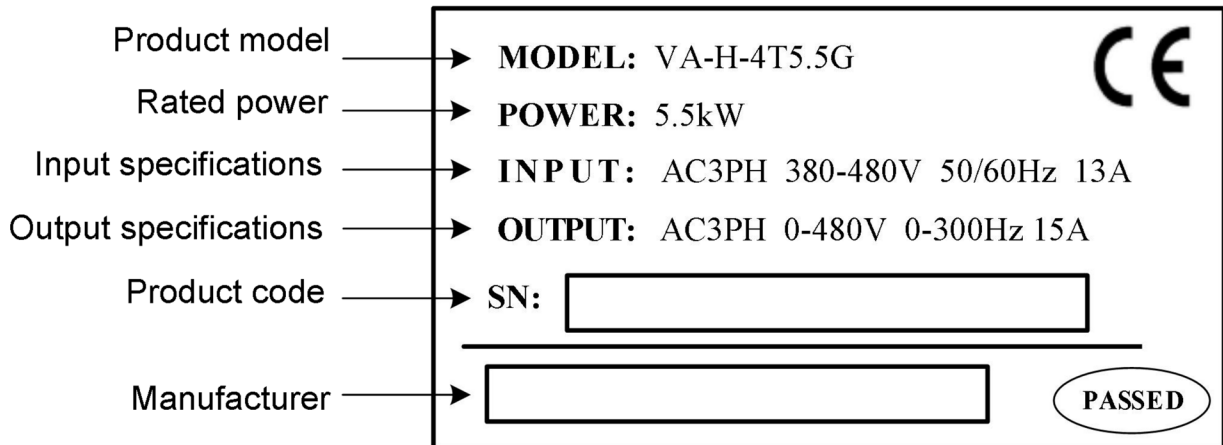 Product model MODEL: VA-H-4T5.5G CE
Rated power POWER: 5.5kW
Input specifications INPUT: AC3PH 380-480V 50/60Hz 13A
Output specifications OUTPUT: AC3PH 0-480V 0-300Hz 15A
Product code SN:
Manufacturer PASSED